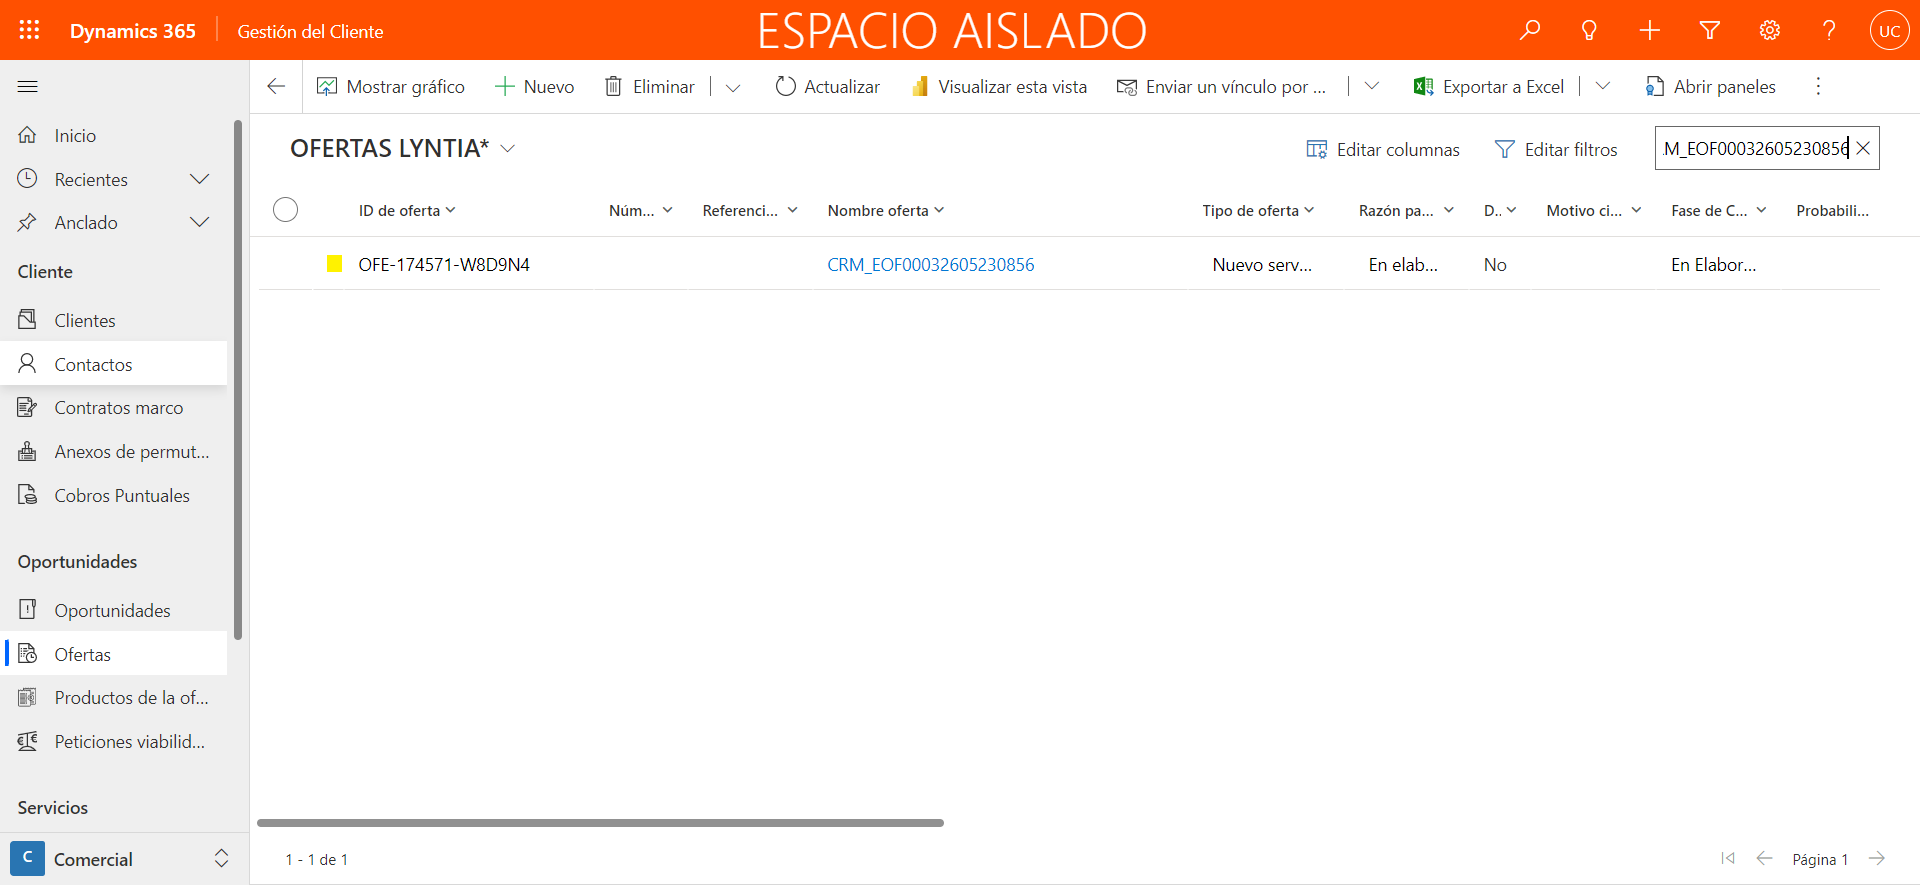 Dynamics 365
Gestión del Cliente
ESPACIO AISLADO
UC
Mostrar gráfico
Nuevo
Eliminar
Actualizar
Visualizar esta vista
Enviar un vínculo por ...
Exportar a Excel
Abrir paneles
Inicio
Recientes
Anclado
Cliente
Clientes
Contactos
Contratos marco
Anexos de permut...
Cobros Puntuales
Oportunidades
Oportunidades
Ofertas
Productos de la of...
Peticiones viabilid...
Servicios
C
Comercial
OFERTAS LYNTIA*
Editar columnas
Editar filtros
M_EOF00032605230856
ID de oferta
Núm...
Referenci...
Nombre oferta
Tipo de oferta
Razón pa...
D..
Motivo ci...
Fase de C...
Probabili...
OFE-174571-W8D9N4
CRM_EOF00032605230856
Nuevo serv...
En elab...
No
En Elabor...
1 - 1 de 1
Página 1